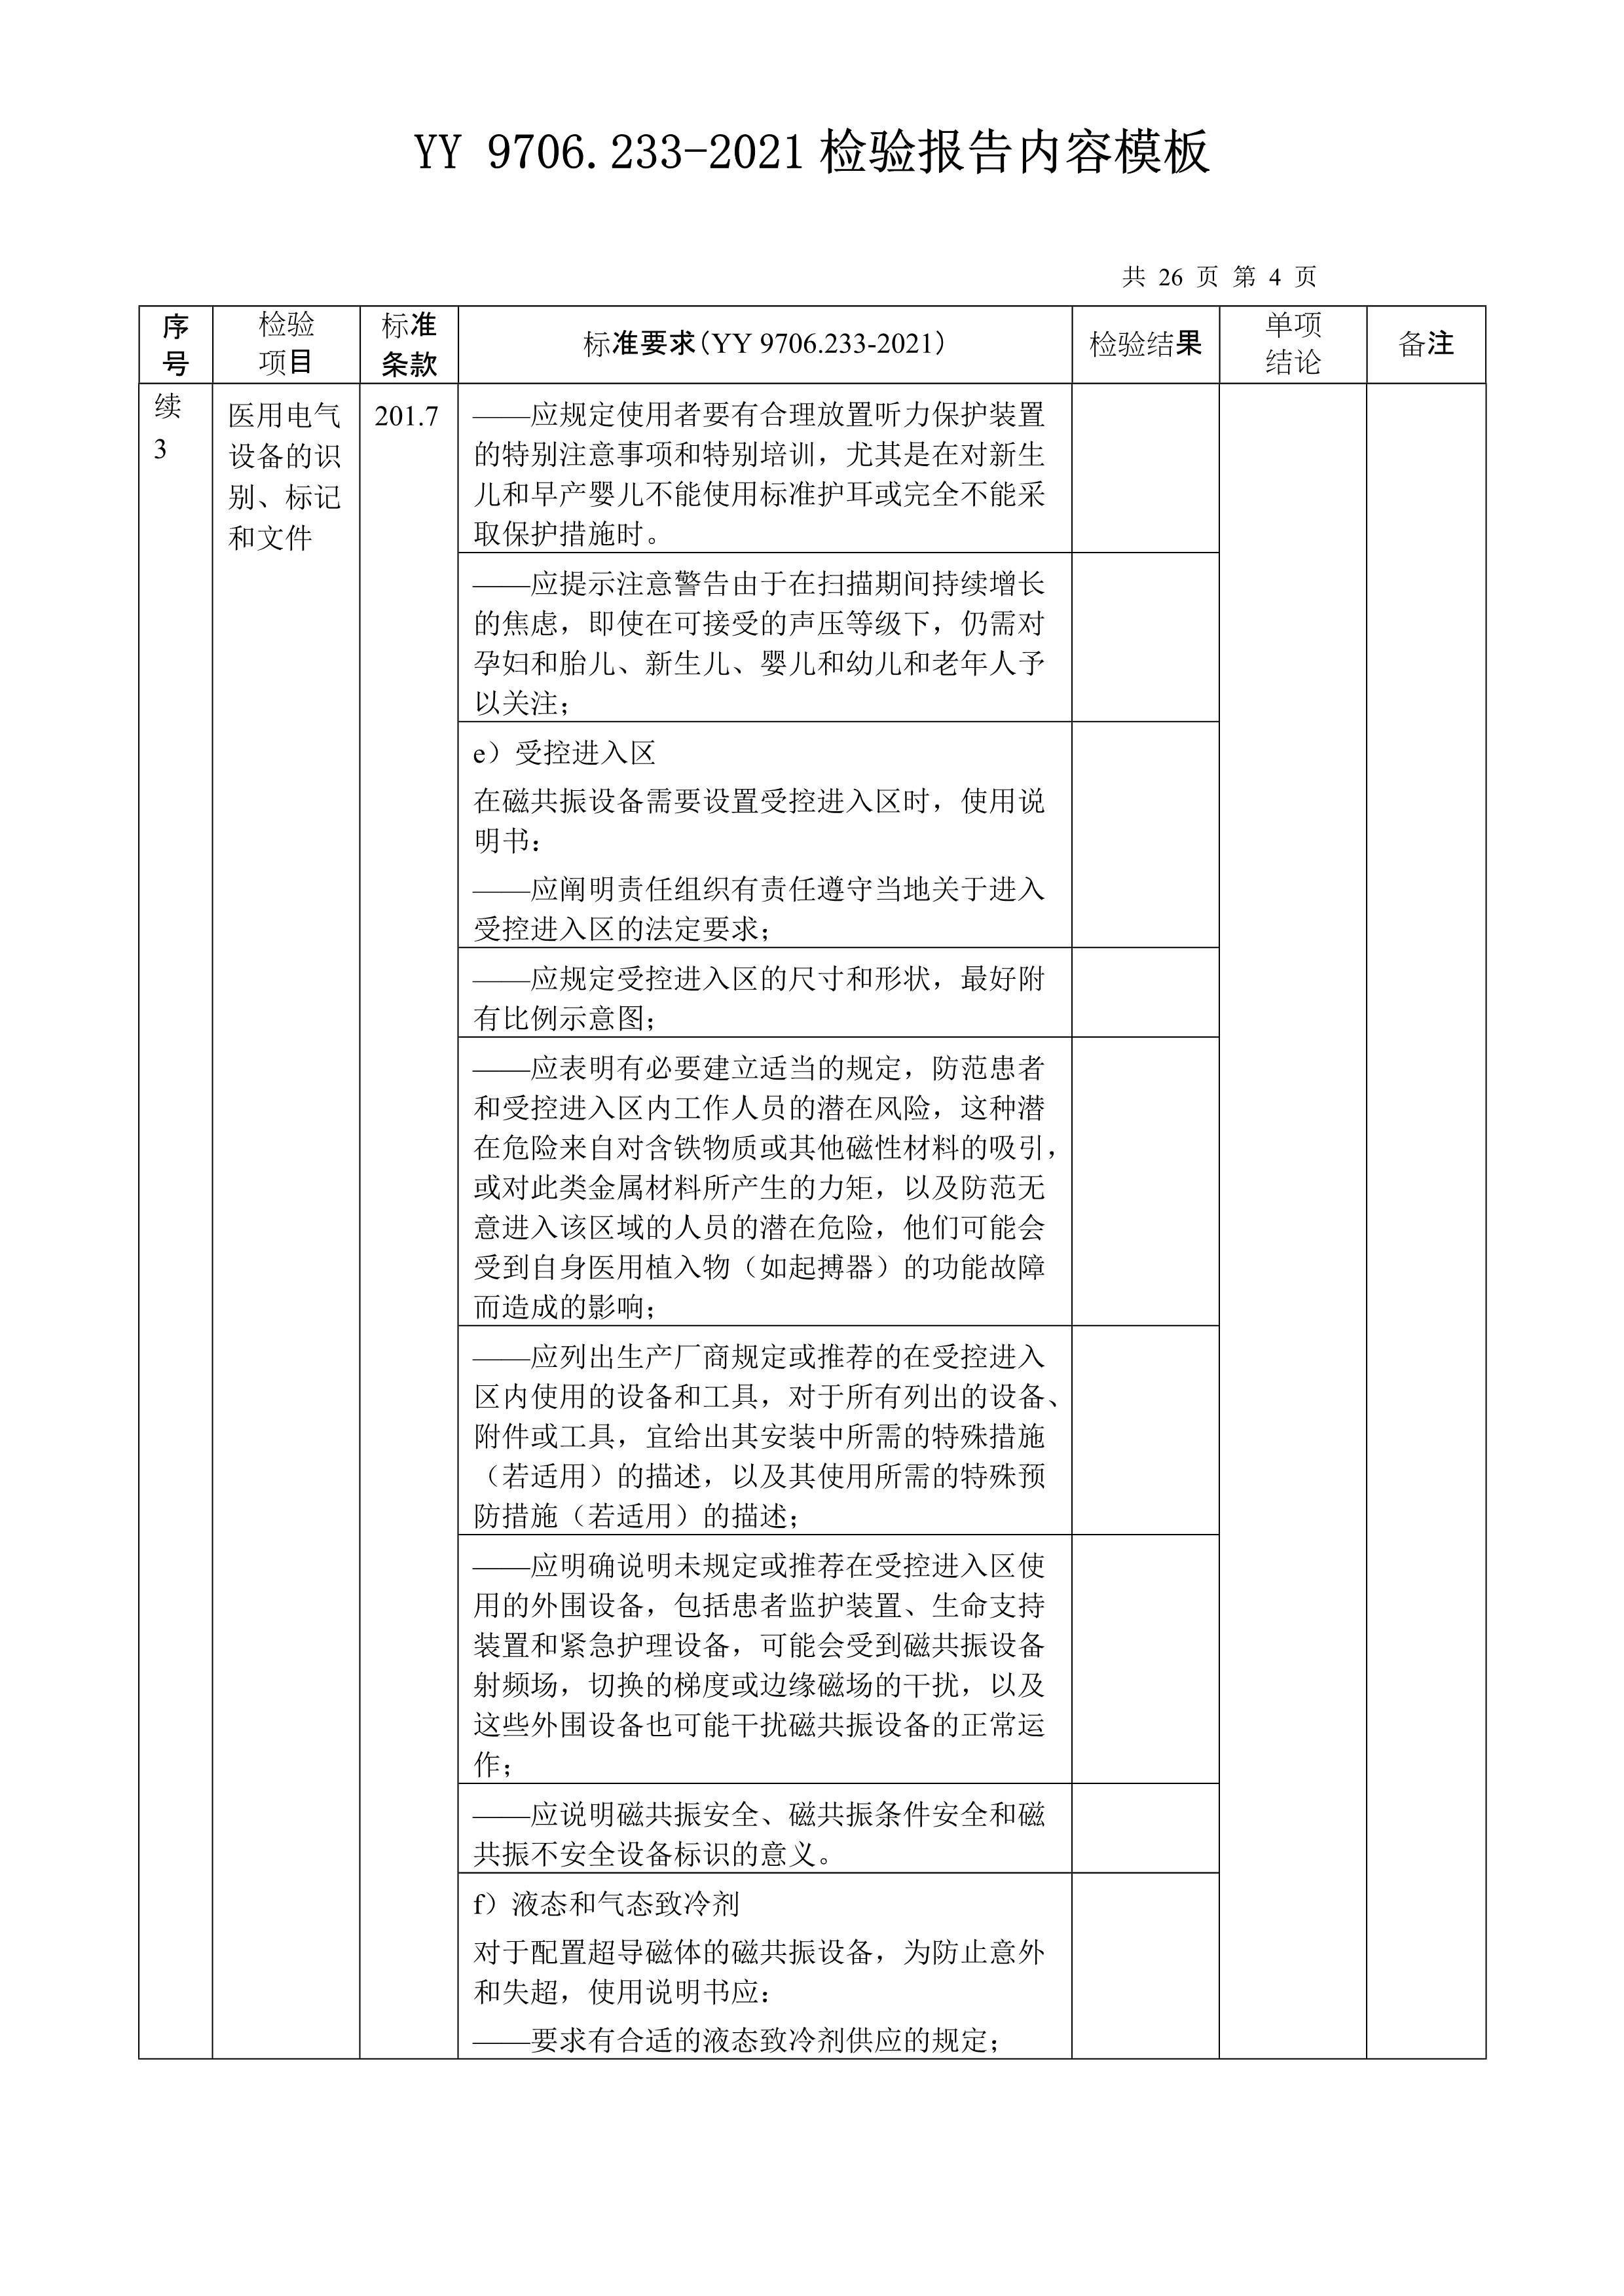 YY 9706.233-2021检验报告内容模板
共 26 页 第 4 页
序号
检验项目
标准条款
标准要求（YY 9706.233-2021）
检验结果
单项结论
备注
续
3
医用电气
设备的识
别、标记
和文件
201.7
——应规定使用者要有合理放置听力保护装置
的特别注意事项和特别培训，尤其是在对新生
儿和早产婴儿不能使用标准护耳或完全不能采
取保护措施时。
——应提示注意警告由于在扫描期间持续增长
的焦虑，即使在可接受的声压等级下，仍需对
孕妇和胎儿、新生儿、婴儿和幼儿和老年人予
以关注；
e）受控进入区
在磁共振设备需要设置受控进入区时，使用说
明书：
——应阐明责任组织有责任遵守当地关于进入
受控进入区的法定要求；
——应规定受控进入区的尺寸和形状，最好附
有比例示意图；
——应表明有必要建立适当的规定，防范患者
和受控进入区内工作人员的潜在风险，这种潜
在危险来自对含铁物质或其他磁性材料的吸引，
或对此类金属材料所产生的力矩，以及防范无
意进入该区域的人员的潜在危险，他们可能会
受到自身医用植入物（如起搏器）的功能故障
而造成的影响；
——应列出生产厂商规定或推荐的在受控进入
区内使用的设备和工具，对于所有列出的设备、
附件或工具，宜给出其安装中所需的特殊措施
（若适用）的描述，以及其使用所需的特殊预
防措施（若适用）的描述；
——应明确说明未规定或推荐在受控进入区使
用的外围设备，包括患者监护装置、生命支持
装置和紧急护理设备，可能会受到磁共振设备
射频场，切换的梯度或边缘磁场的干扰，以及
这些外围设备也可能干扰磁共振设备的正常运
作；
——应说明磁共振安全、磁共振条件安全和磁
共振不安全设备标识的意义。
f）液态和气态致冷剂
对于配置超导磁体的磁共振设备，为防止意外
和失超，使用说明书应：
——要求有合适的液态致冷剂供应的规定；